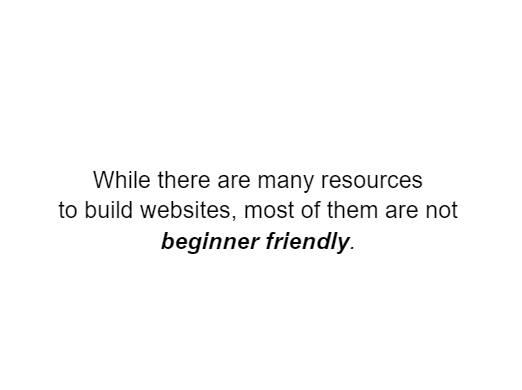 While there are many resources
to build websites, most of them are not
beginner friendly.